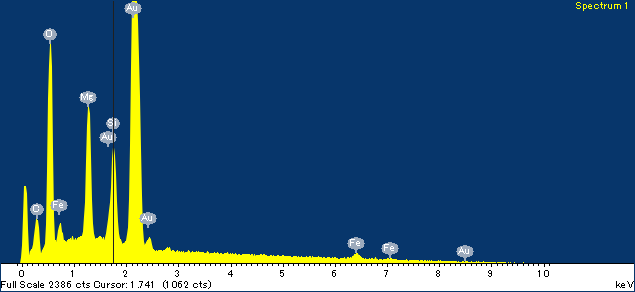 Spectrum 1
Au
O
Mg
Si
Au
Fe
Au
Fe
Fe
Au
0 1 2 3 4 5 6 7 8 9 10
Full Scale 2386 cts Cursor: 1.741 (1062 cts) keV